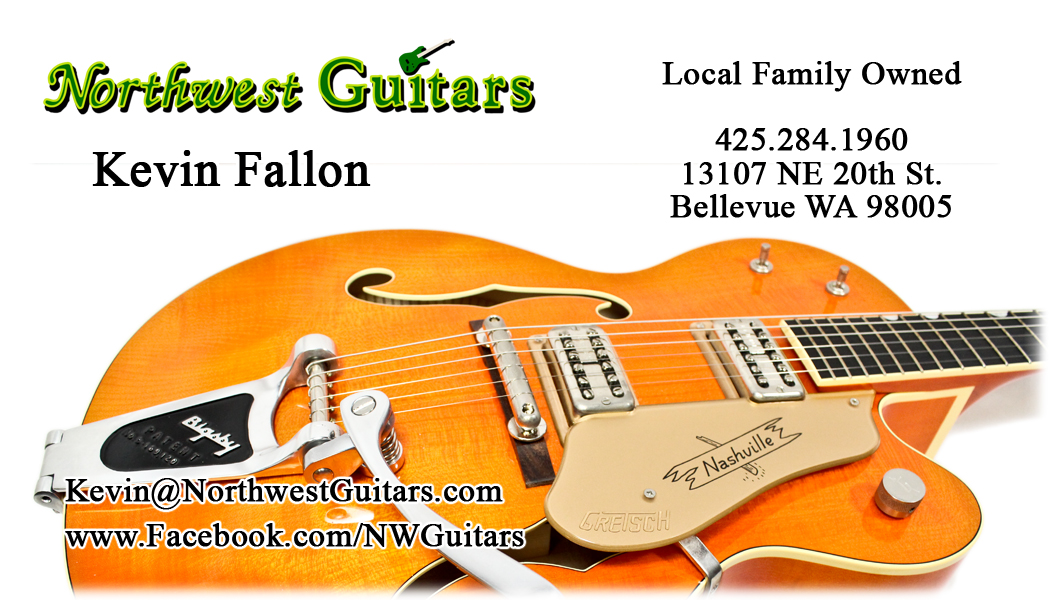 Northwest Guitars
Kevin Fallon
Local Family Owned
425.284.1960
13107 NE 20th St.
Bellevue WA 98005
Bigsby
PATENT
Nashville
GRETSCH
Kevin@NorthwestGuitars.com
www.Facebook.com/NWGuitars